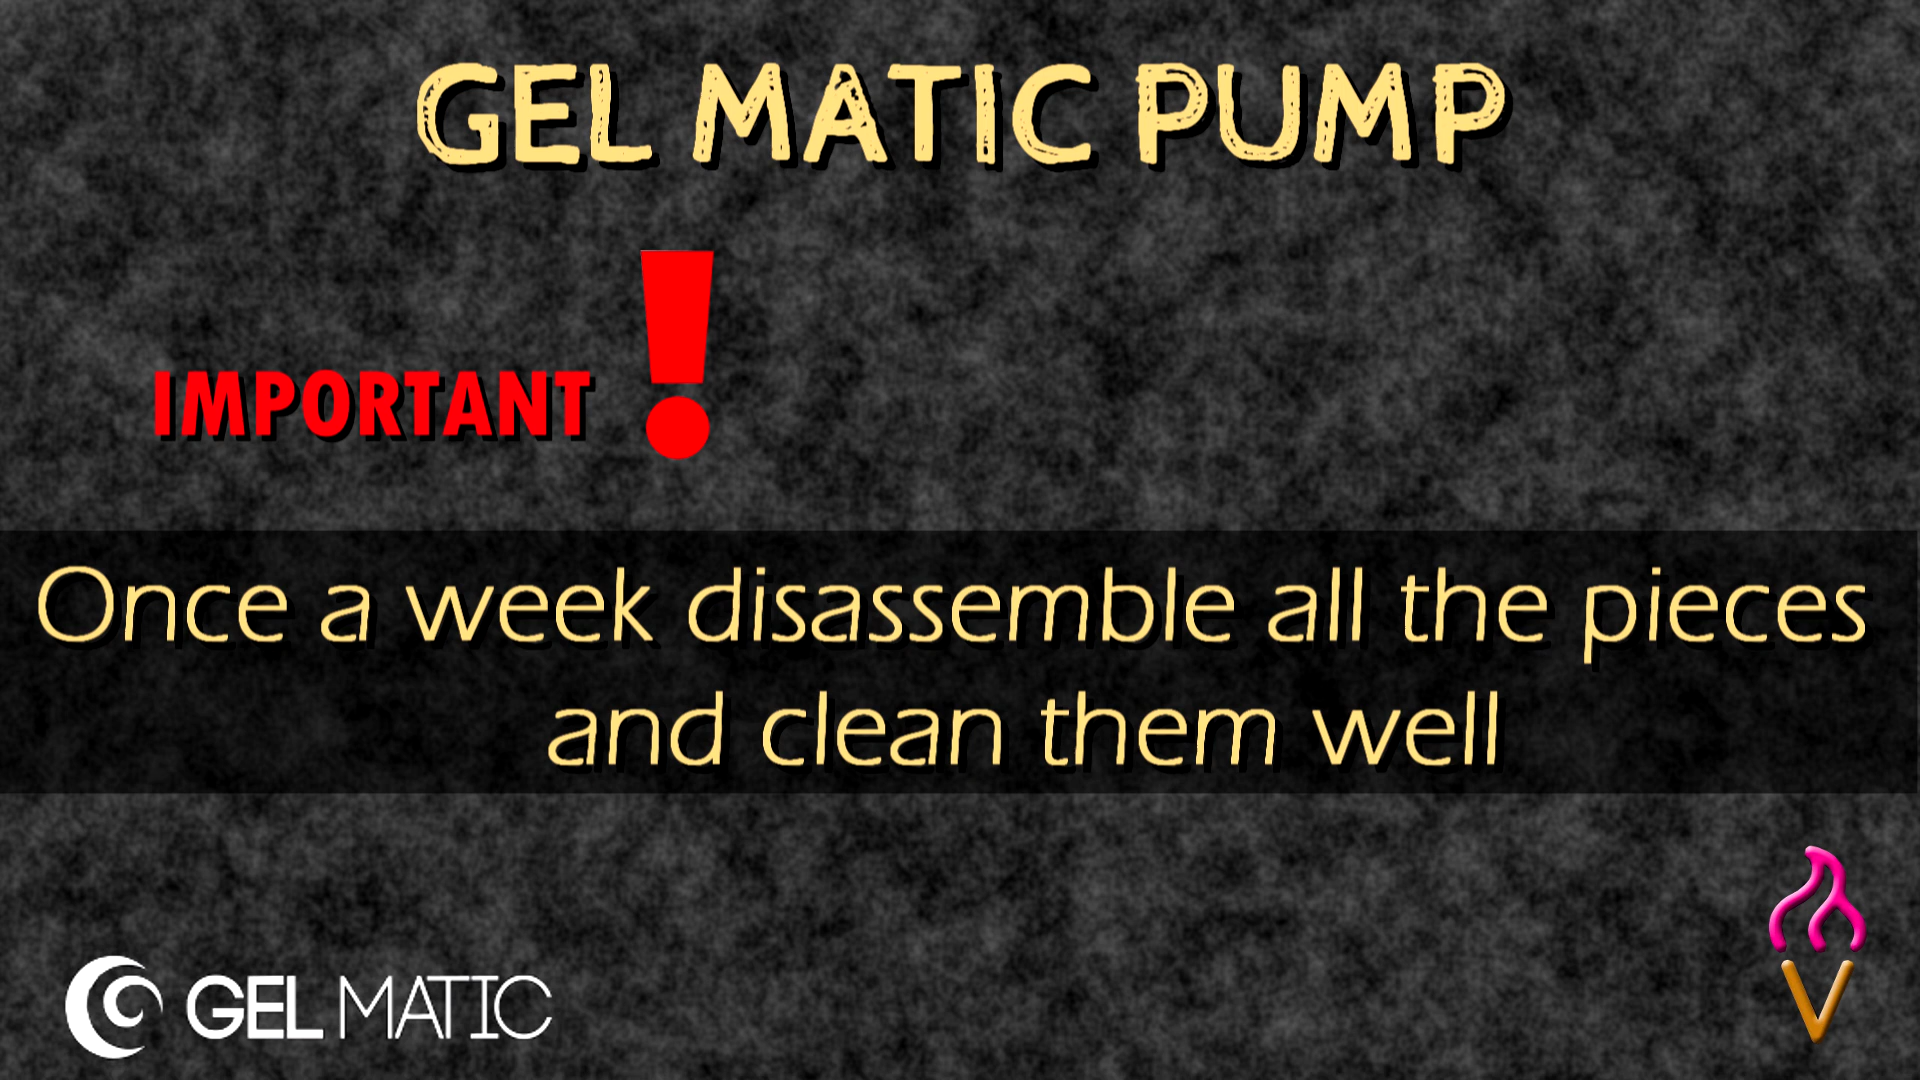 GEL MATIC PUMP
IMPORTANT !
Once a week disassemble all the pieces
and clean them well
GEL MATIC